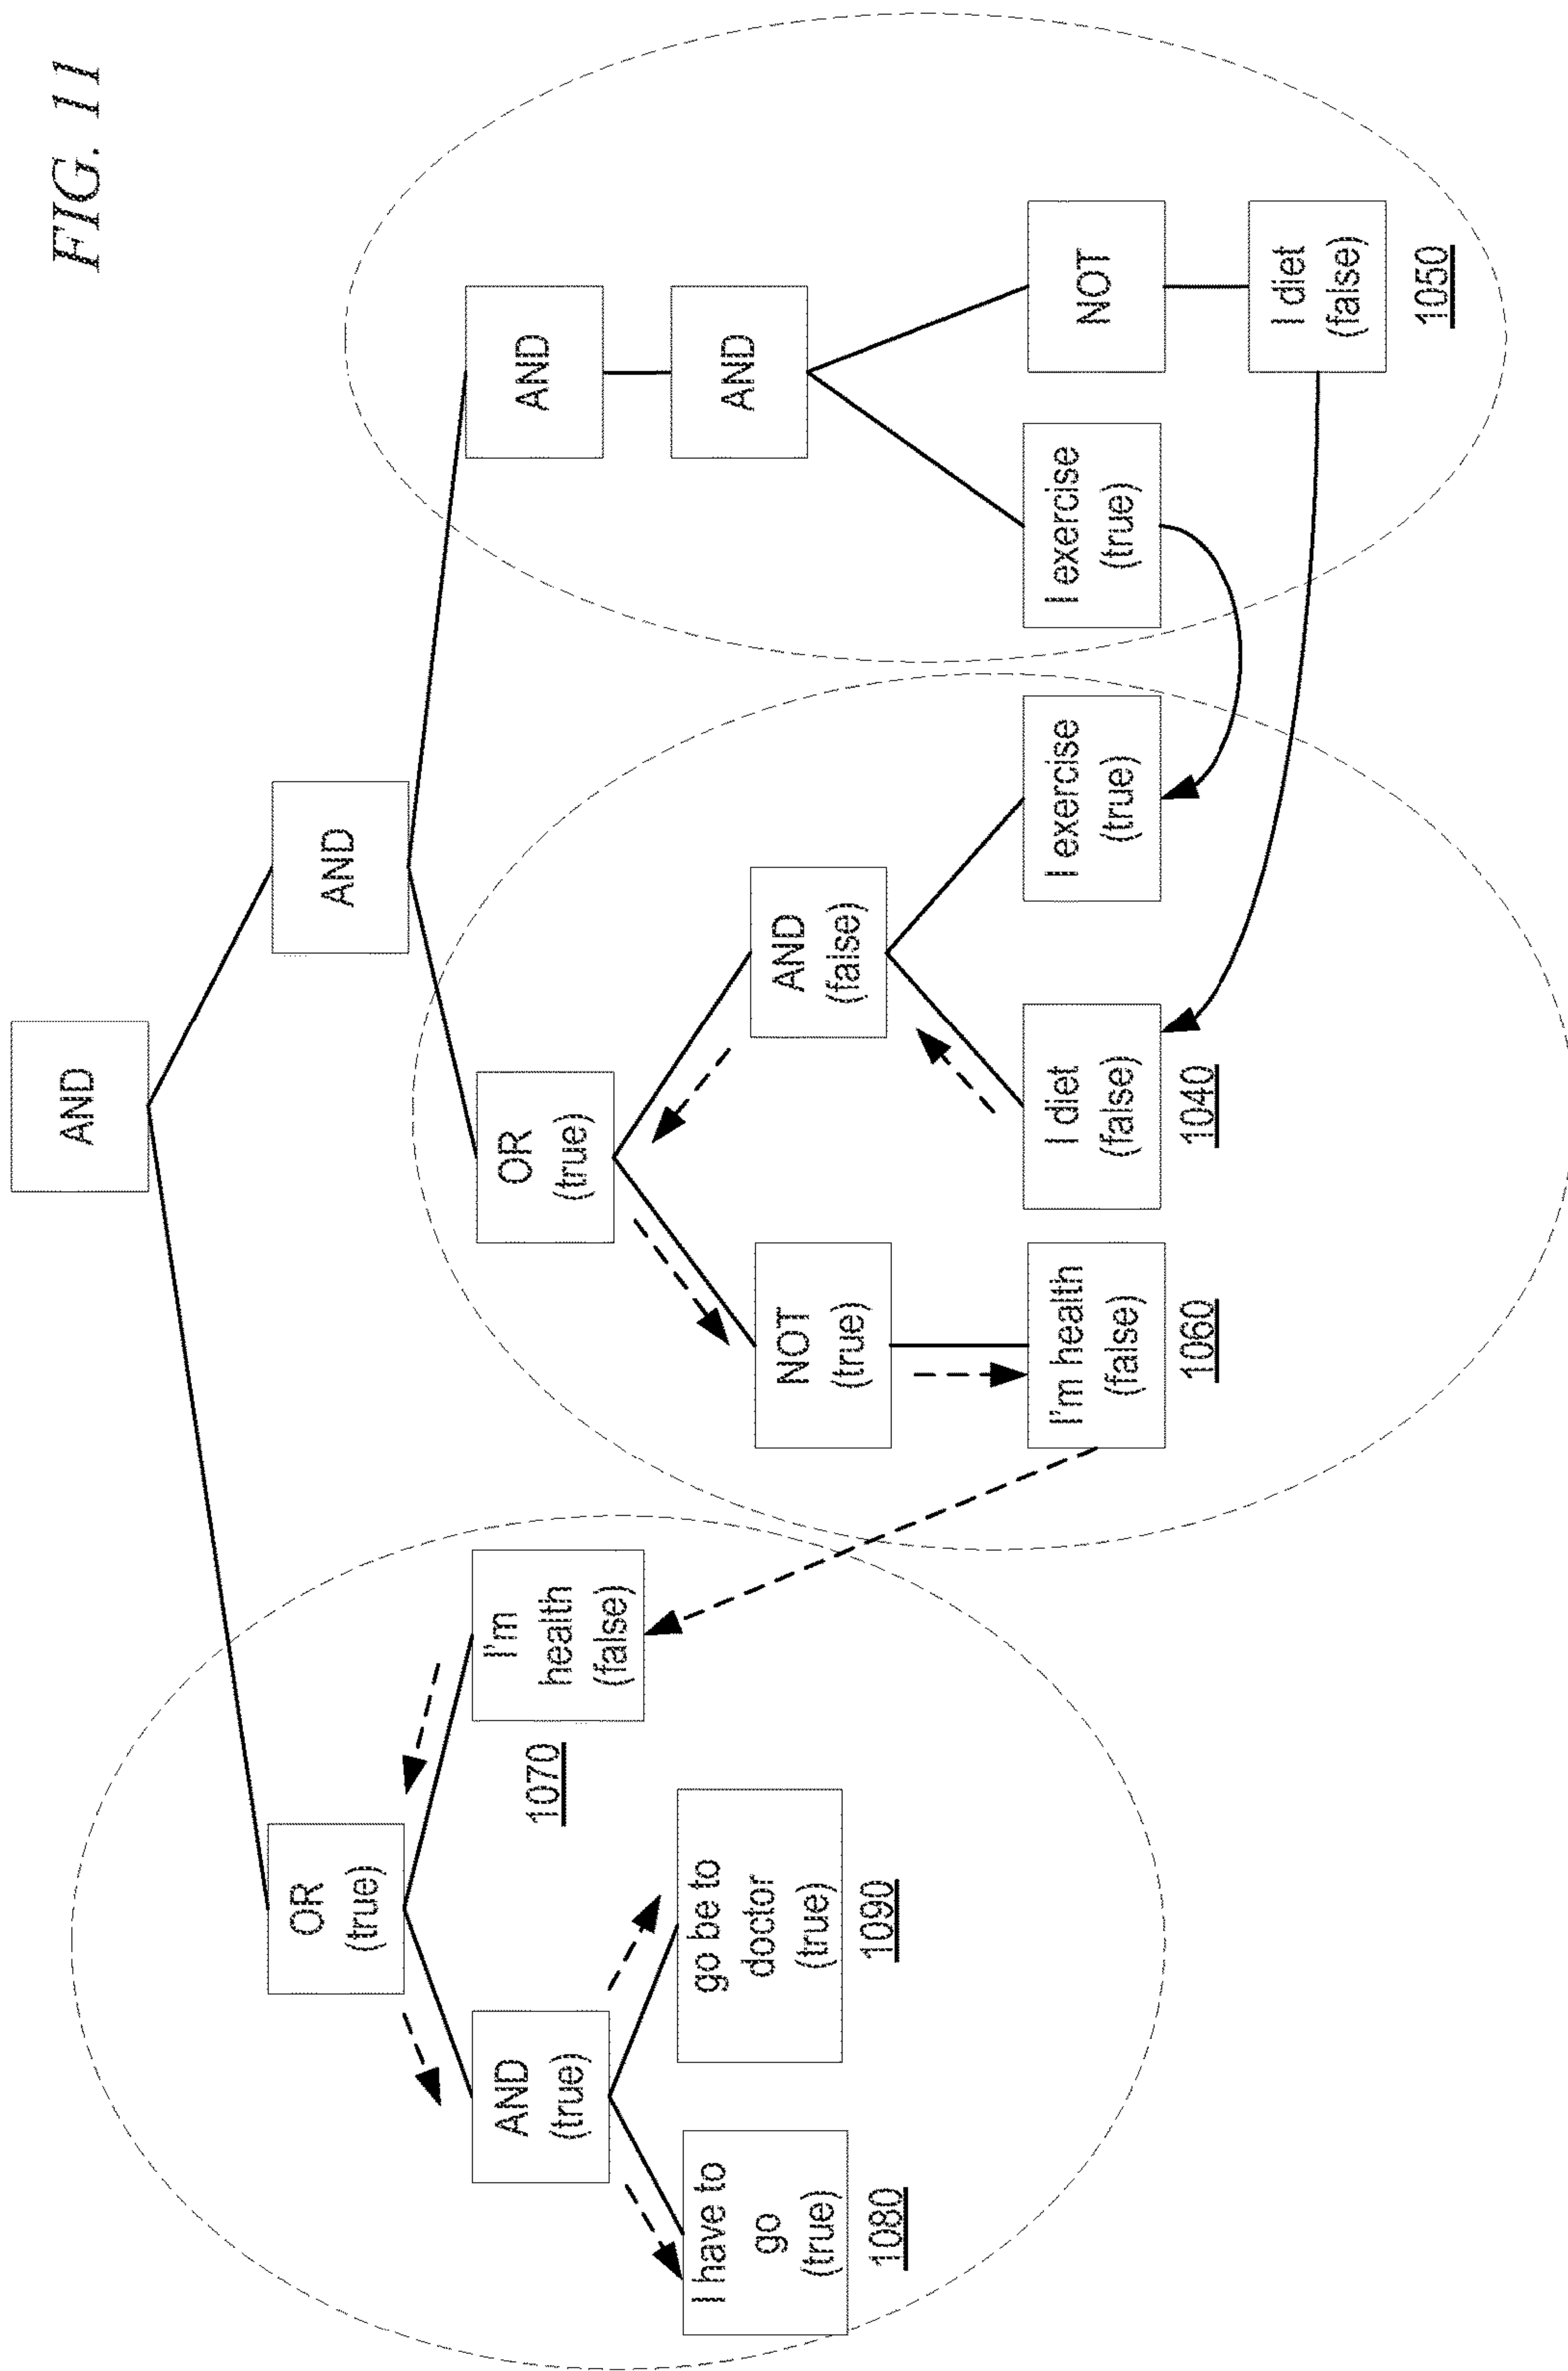 FIG. 11
AND
AND
OR
(true)
AND
(true)
I'm
health
(false)
1070
I have to
go
(true)
1080
go be to
doctor
(true)
1090
OR
(true)
NOT
(true)
AND
(false)
I'm health
(false)
1060
I diet
(false)
1040
I exercise
(true)
AND
AND
I exercise
(true)
NOT
I diet
(false)
1050